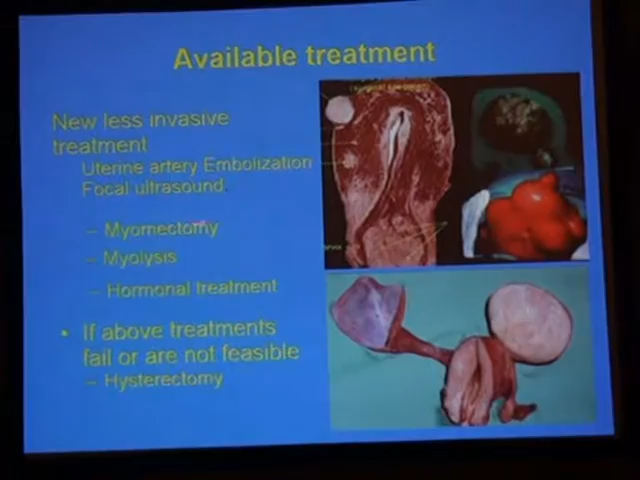 Available treatment
New less invasive
treatment
Uterine artery Embolization
Focal ultrasound.
– Myomectomy
– Myolysis
– Hormonal treatment
• If above treatments
fail or are not feasible
– Hysterectomy